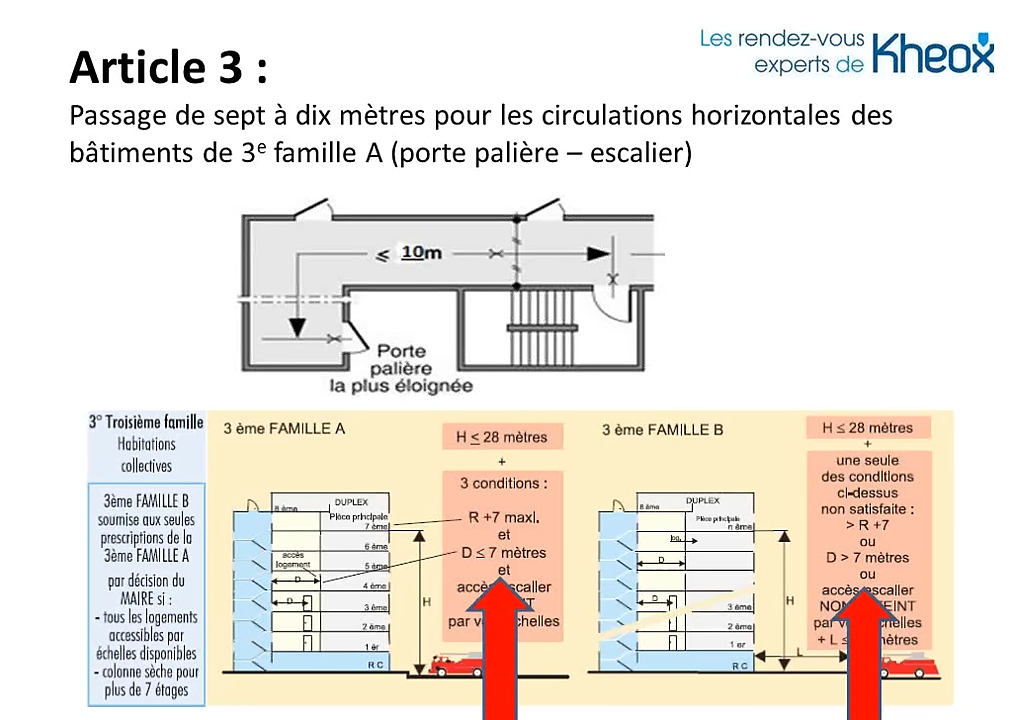 Les rendez-vous
experts de Kheox
Article 3 :
Passage de sept à dix mètres pour les circulations horizontales des
bâtiments de 3e famille A (porte palière – escalier)
≤ 10m
Porte
palière
la plus éloignée
3° Troisième famille
Habitations
collectives
3ème FAMILLE B
soumise aux seules
prescriptions de la
3ème FAMILLE A
par décision du
MAIRE si :
- tous les logements
accessibles par
échelles disponibles
- colonne sèche pour
plus de 7 étages
3 ème FAMILLE A
H ≤ 28 mètres
+
3 conditions :
R +7 maxi.
et
D ≤ 7 mètres
et
accès escalier
par échelles
8 ème
DUPLEX
Pièce principale
7 ème
6 ème
accès
logement
5 ème
D
4 ème
D
3 ème
2 ème
1 er
R C
H
3 ème FAMILLE B
H ≤ 28 mètres
+
une seule
des conditions
ci-dessus
non satisfaite :
> R +7
ou
D > 7 mètres
ou
accès escalier
NON
par échelles
+ L ≤ mètres
8 ème
DUPLEX
Pièce principale
n ème
log.
D
D
3 ème
2 ème
1 er
R C
H
L